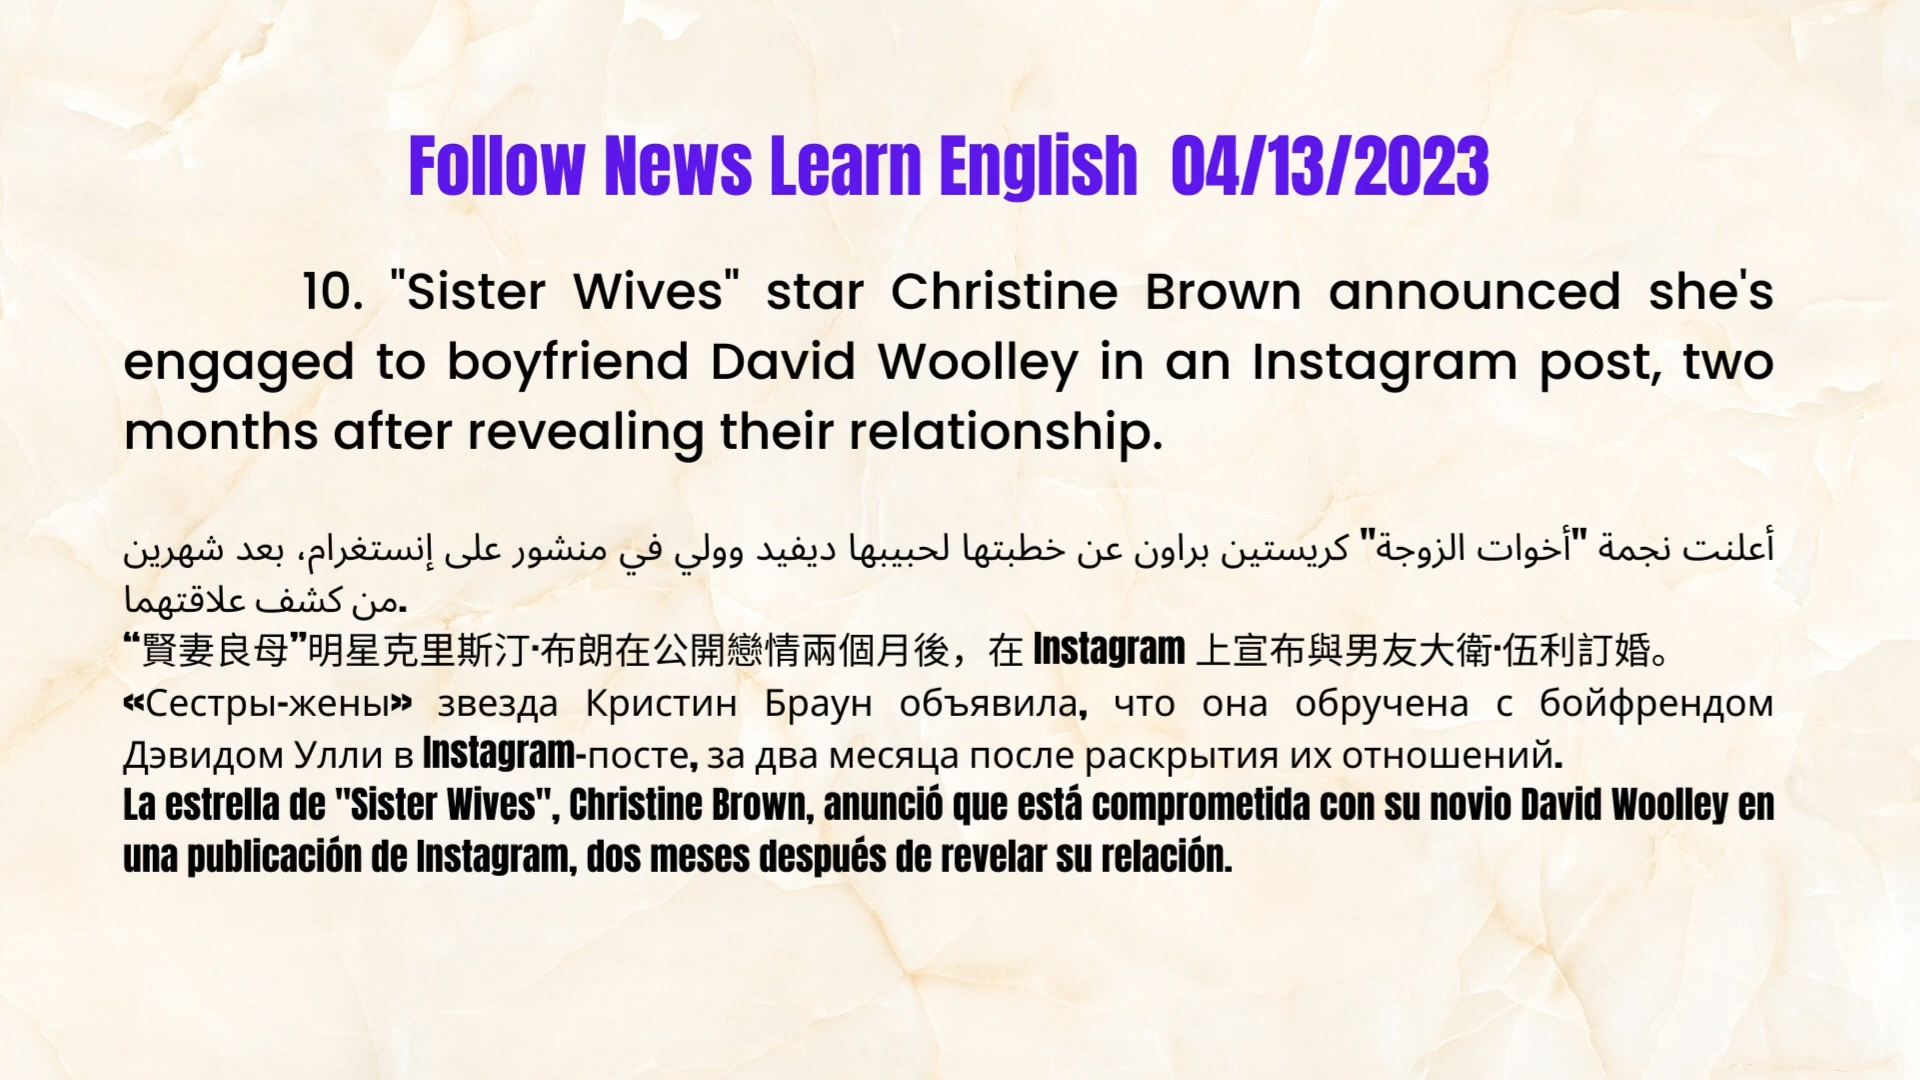 Follow News Learn English 04/13/2023
10. "Sister Wives" star Christine Brown announced she's
engaged to boyfriend David Woolley in an Instagram post, two
months after revealing their relationship.
أعلنت نجمة "أخوات الزوجة" كريستين براون عن خطبتها لحبيبها ديفيد وولي في منشور على إنستغرام، بعد شهرين
من كشف علاقتهما.
“賢妻良母”明星克里斯汀·布朗在公開戀情兩個月後，在 Instagram 上宣布與男友大衛·伍利訂婚。
«Сестры-жены» звезда Кристин Браун объявила, что она обручена с бойфрендом
Дэвидом Улли в Instagram-посте, за два месяца после раскрытия их отношений.
La estrella de "Sister Wives", Christine Brown, anunció que está comprometida con su novio David Woolley en
una publicación de Instagram, dos meses después de revelar su relación.